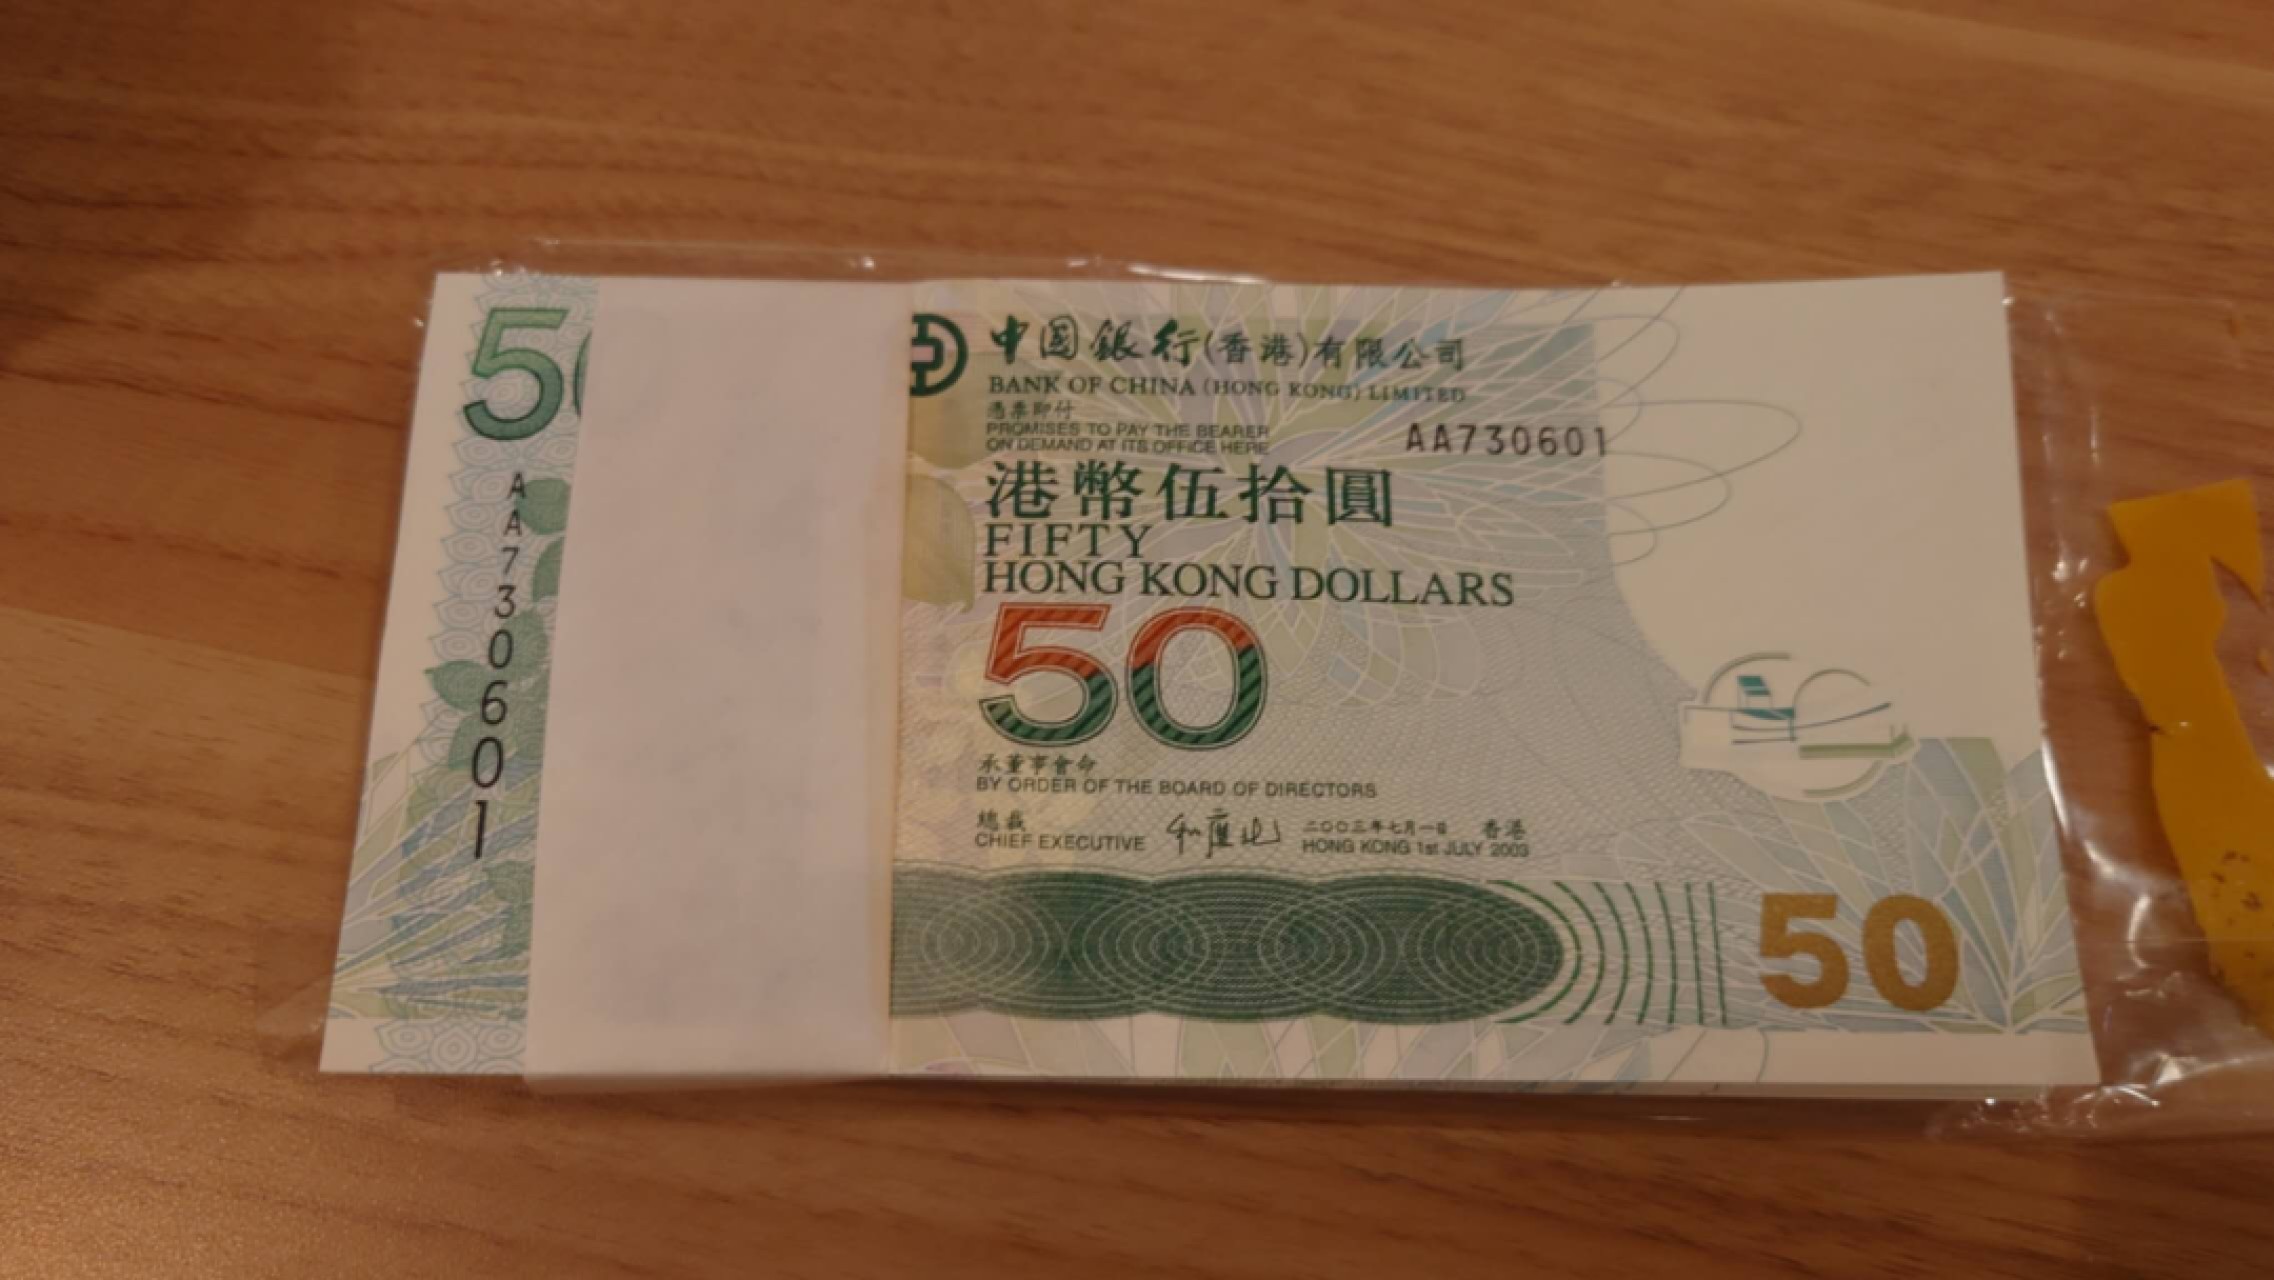 50
AA730601
中国銀行(香港)有限公司
BANK OF CHINA (HONG KONG) LIMITED
憑票即付
PROMISES TO PAY THE BEARER
ON DEMAND AT ITS OFFICE HERE
AA730601
港幣伍拾圓
FIFTY
HONG KONG DOLLARS
50
承董事會命
BY ORDER OF THE BOARD OF DIRECTORS
總裁
CHIEF EXECUTIVE
二〇〇三年七月一日 香港
HONG KONG 1st JULY 2003
50